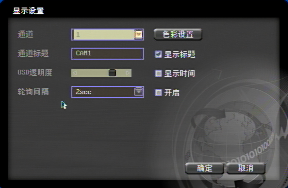 显示设置
通道 1 色彩设置
通道标题 CAM1 显示标题
OSD透明度 显示时间
轮询间隔 2sec 开启
确定 取消